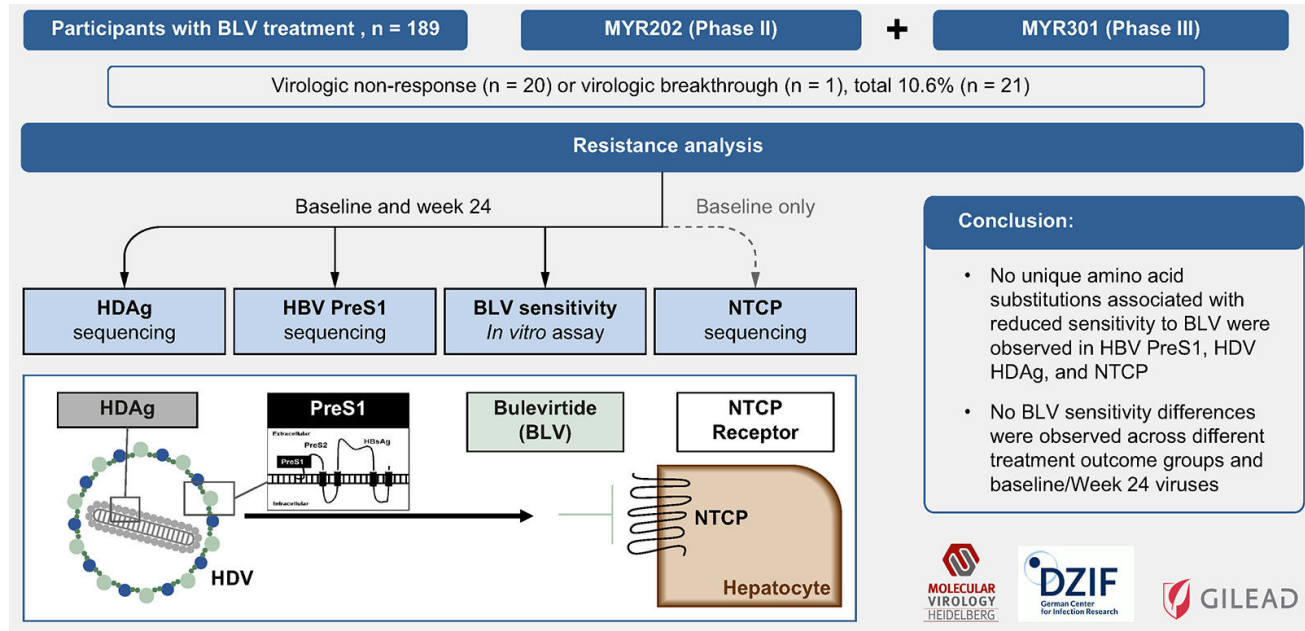 Participants with BLV treatment , n = 189
MYR202 (Phase II)
+
MYR301 (Phase III)
Virologic non-response (n = 20) or virologic breakthrough (n = 1), total 10.6% (n = 21)
Resistance analysis
Baseline and week 24
Baseline only
HDAg
sequencing
HBV PreS1
sequencing
BLV sensitivity
In vitro assay
NTCP
sequencing
HDAg
PreS1
Extracellular
PreS2
HBsAg
PreS1
Intracellular
HDV
Bulevirtide
(BLV)
NTCP
Receptor
NTCP
Hepatocyte
Conclusion:
• No unique amino acid
substitutions associated with
reduced sensitivity to BLV were
observed in HBV PreS1, HDV
HDAg, and NTCP
• No BLV sensitivity differences
were observed across different
treatment outcome groups and
baseline/Week 24 viruses
MOLECULAR
VIROLOGY
HEIDELBERG
DZIF
German Center
for Infection Research
GILEAD